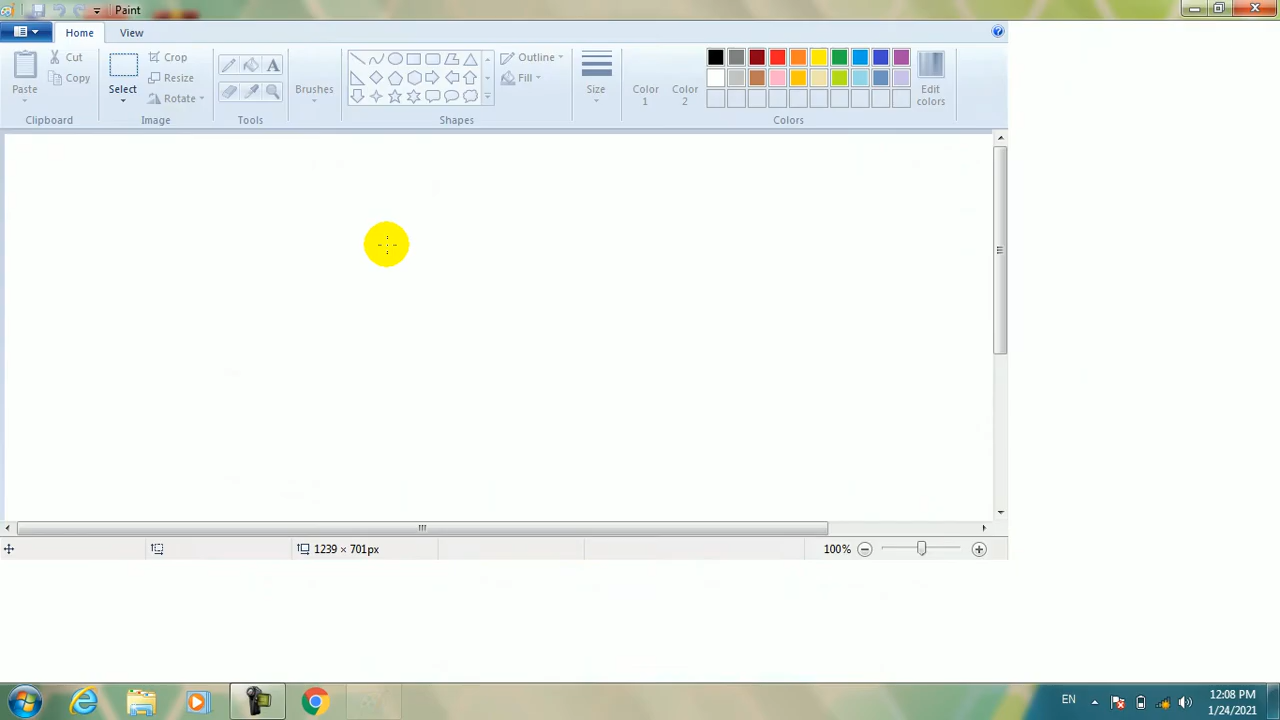 Paint
Home View
Paste
Cut
Copy
Clipboard
Select
Crop
Resize
Rotate
Image
A
Tools
Brushes
Shapes
Outline
Fill
Size
Color
1
Color
2
Edit
colors
Colors
1239 × 701px
100%
EN
12:08 PM
1/24/2021